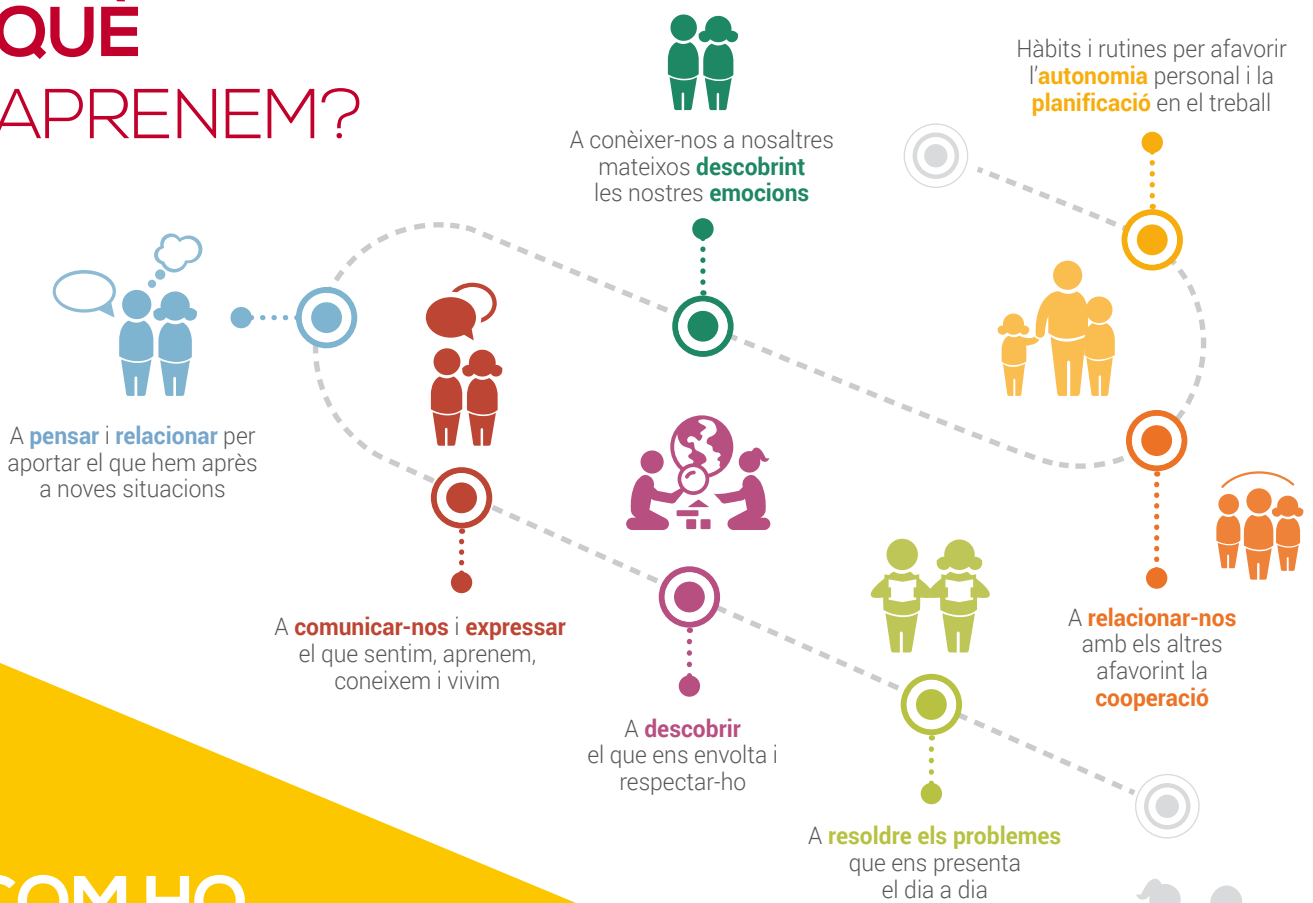 QUÈ
APRENEM?
Hàbits i rutines per afavorir
l'autonomia personal i la
planificació en el treball
A conèixer-nos a nosaltres
mateixos descobrint
les nostres emocions
A pensar i relacionar per
aportar el que hem après
a noves situacions
A comunicar-nos i expressar
el que sentim, aprenem,
coneixem i vivim
A descobrir
el que ens envolta i
respectar-ho
A relacionar-nos
amb els altres
afavorint la
cooperació
A resoldre els problemes
que ens presenta
el dia a dia
COM HO